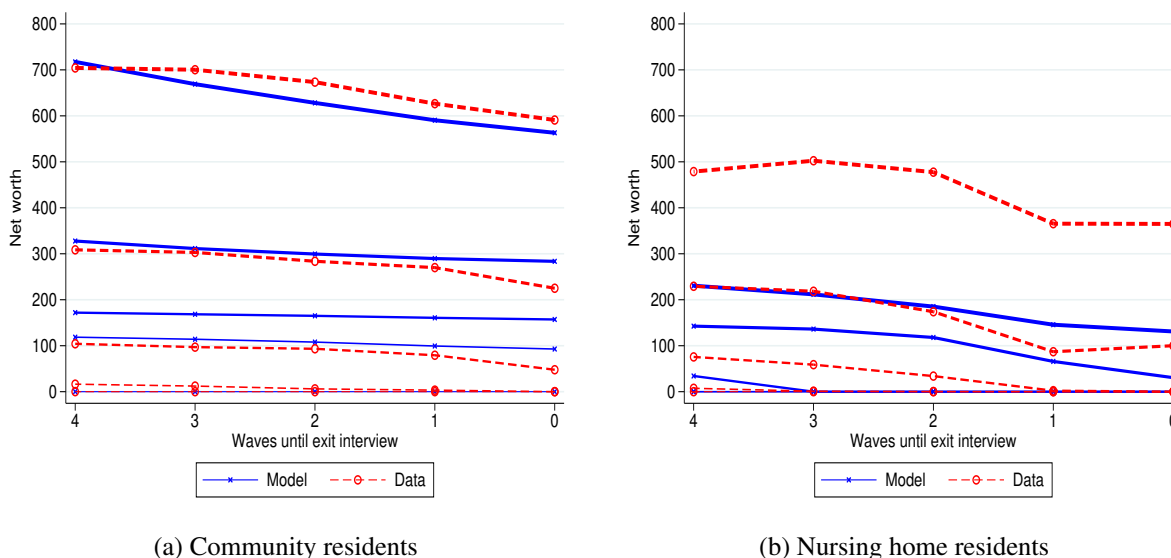 800
700
600
500
400
300
200
100
0
Net worth
4 3 2 1 0
Waves until exit interview
Model Data
(a) Community residents
800
700
600
500
400
300
200
100
0
Net worth
4 3 2 1 0
Waves until exit interview
Model Data
(b) Nursing home residents